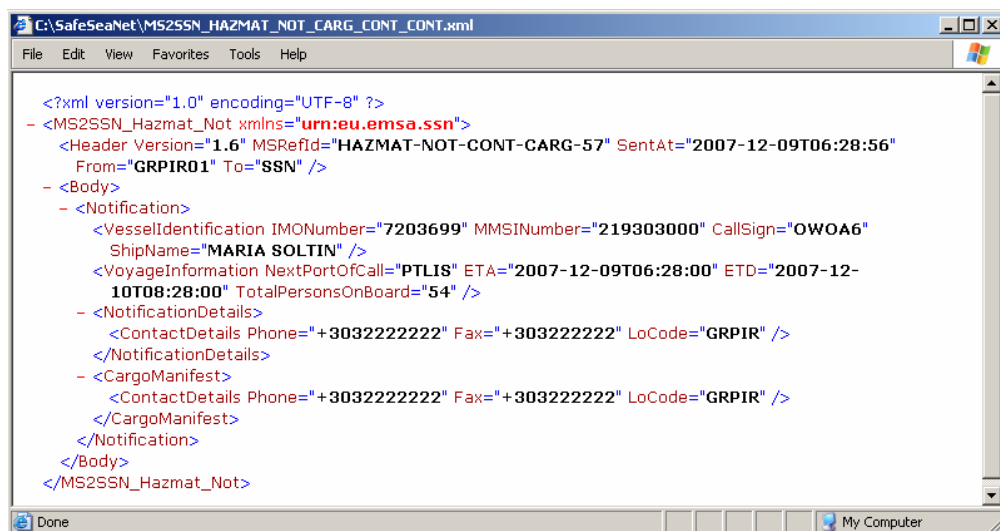 C:\SafeSeaNet\MS2SSN_HAZMAT_NOT_CARG_CONT_CONT.xml
File Edit View Favorites Tools Help
<?xml version="1.0" encoding="UTF-8" ?>
- <MS2SSN_Hazmat_Not xmlns="urn:eu.emsa.ssn">
<Header Version="1.6" MSRefId="HAZMAT-NOT-CONT-CARG-57" SentAt="2007-12-09T06:28:56"
From="GRPIR01" To="SSN" />
- <Body>
- <Notification>
<VesselIdentification IMONumber="7203699" MMSINumber="219303000" CallSign="OWOA6"
ShipName="MARIA SOLTIN" />
<VoyageInformation NextPortOfCall="PTLIS" ETA="2007-12-09T06:28:00" ETD="2007-12-
10T08:28:00" TotalPersonsOnBoard="54" />
- <NotificationDetails>
<ContactDetails Phone="+3032222222" Fax="+303222222" LoCode="GRPIR" />
</NotificationDetails>
- <CargoManifest>
<ContactDetails Phone="+3032222222" Fax="+303222222" LoCode="GRPIR" />
</CargoManifest>
</Notification>
</Body>
</MS2SSN_Hazmat_Not>
Done My Computer